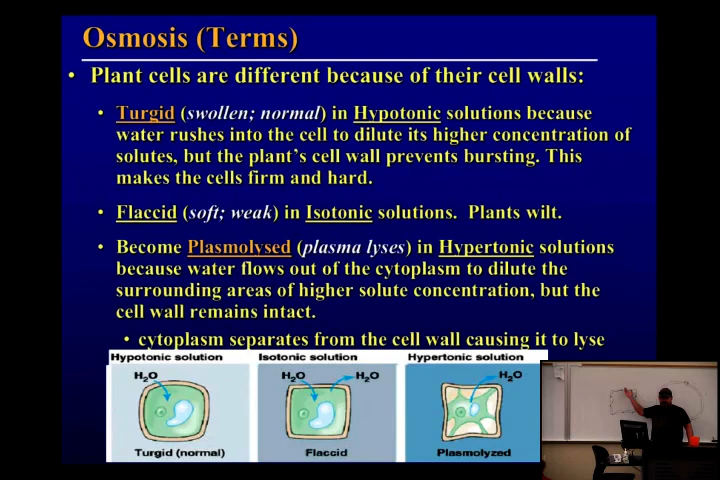 Osmosis (Terms)
• Plant cells are different because of their cell walls:
• Turgid (swollen; normal) in Hypotonic solutions because
water rushes into the cell to dilute its higher concentration of
solutes, but the plant's cell wall prevents bursting. This
makes the cells firm and hard.
• Flaccid (soft; weak) in Isotonic solutions. Plants wilt.
• Become Plasmolysed (plasma lyses) in Hypertonic solutions
because water flows out of the cytoplasm to dilute the
surrounding areas of higher solute concentration, but the
cell wall remains intact.
• cytoplasm separates from the cell wall causing it to lyse
Hypotonic solution Isotonic solution Hypertonic solution
H₂O H₂O H₂O H₂O
Turgid (normal) Flaccid Plasmolyzed